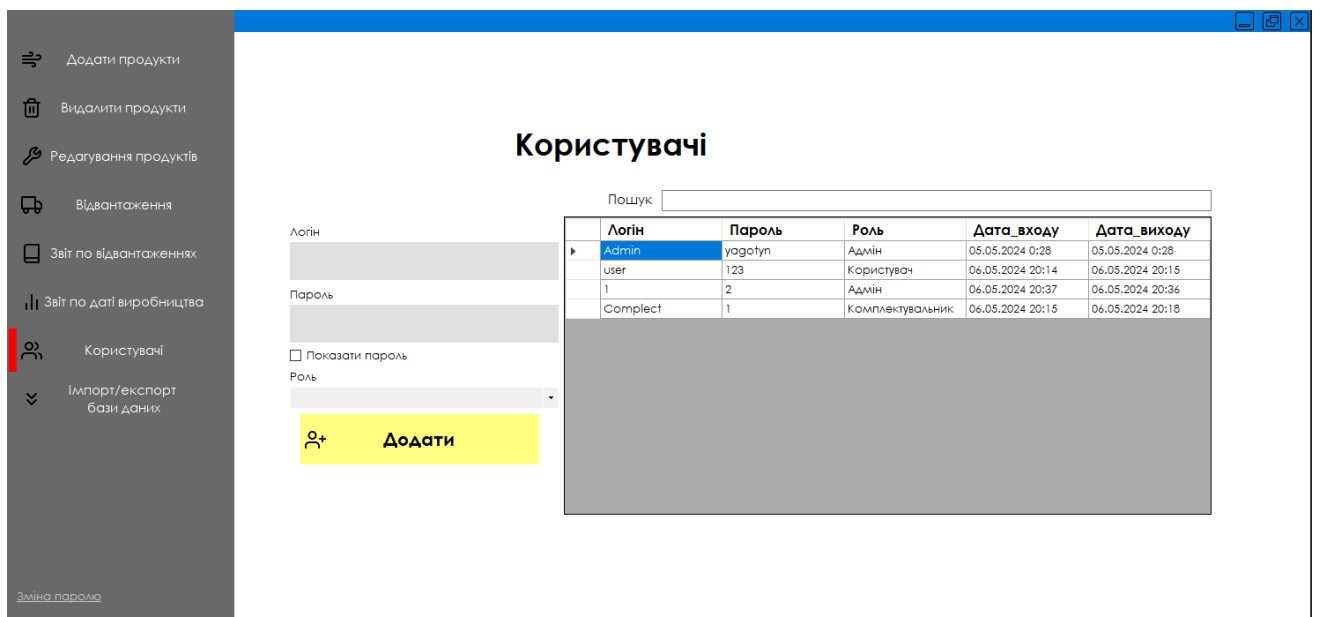 Додати продукти
Видалити продукти
Редагування продуктів
Відвантаження
Звіт по відвантаженнях
Звіт по даті виробництва
Користувачі
Імпорт/експорт
бази даних
Зміна паролю
Користувачі
Пошук
Логін
Пароль
Показати пароль
Роль
Додати
Логін Пароль Роль Дата_входу Дата_виходу
Admin yagotyn Адмін 05.05.2024 0:28 05.05.2024 0:28
user 123 Користувач 06.05.2024 20:14 06.05.2024 20:15
1 2 Адмін 06.05.2024 20:37 06.05.2024 20:36
Complect 1 Комплектувальник 06.05.2024 20:15 06.05.2024 20:18